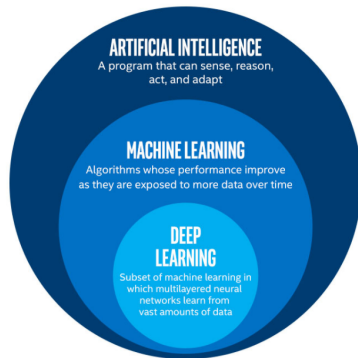 ARTIFICIAL INTELLIGENCE
A program that can sense, reason,
act, and adapt
MACHINE LEARNING
Algorithms whose performance improve
as they are exposed to more data over time
DEEP
LEARNING
Subset of machine learning in
which multilayered neural
networks learn from
vast amounts of data